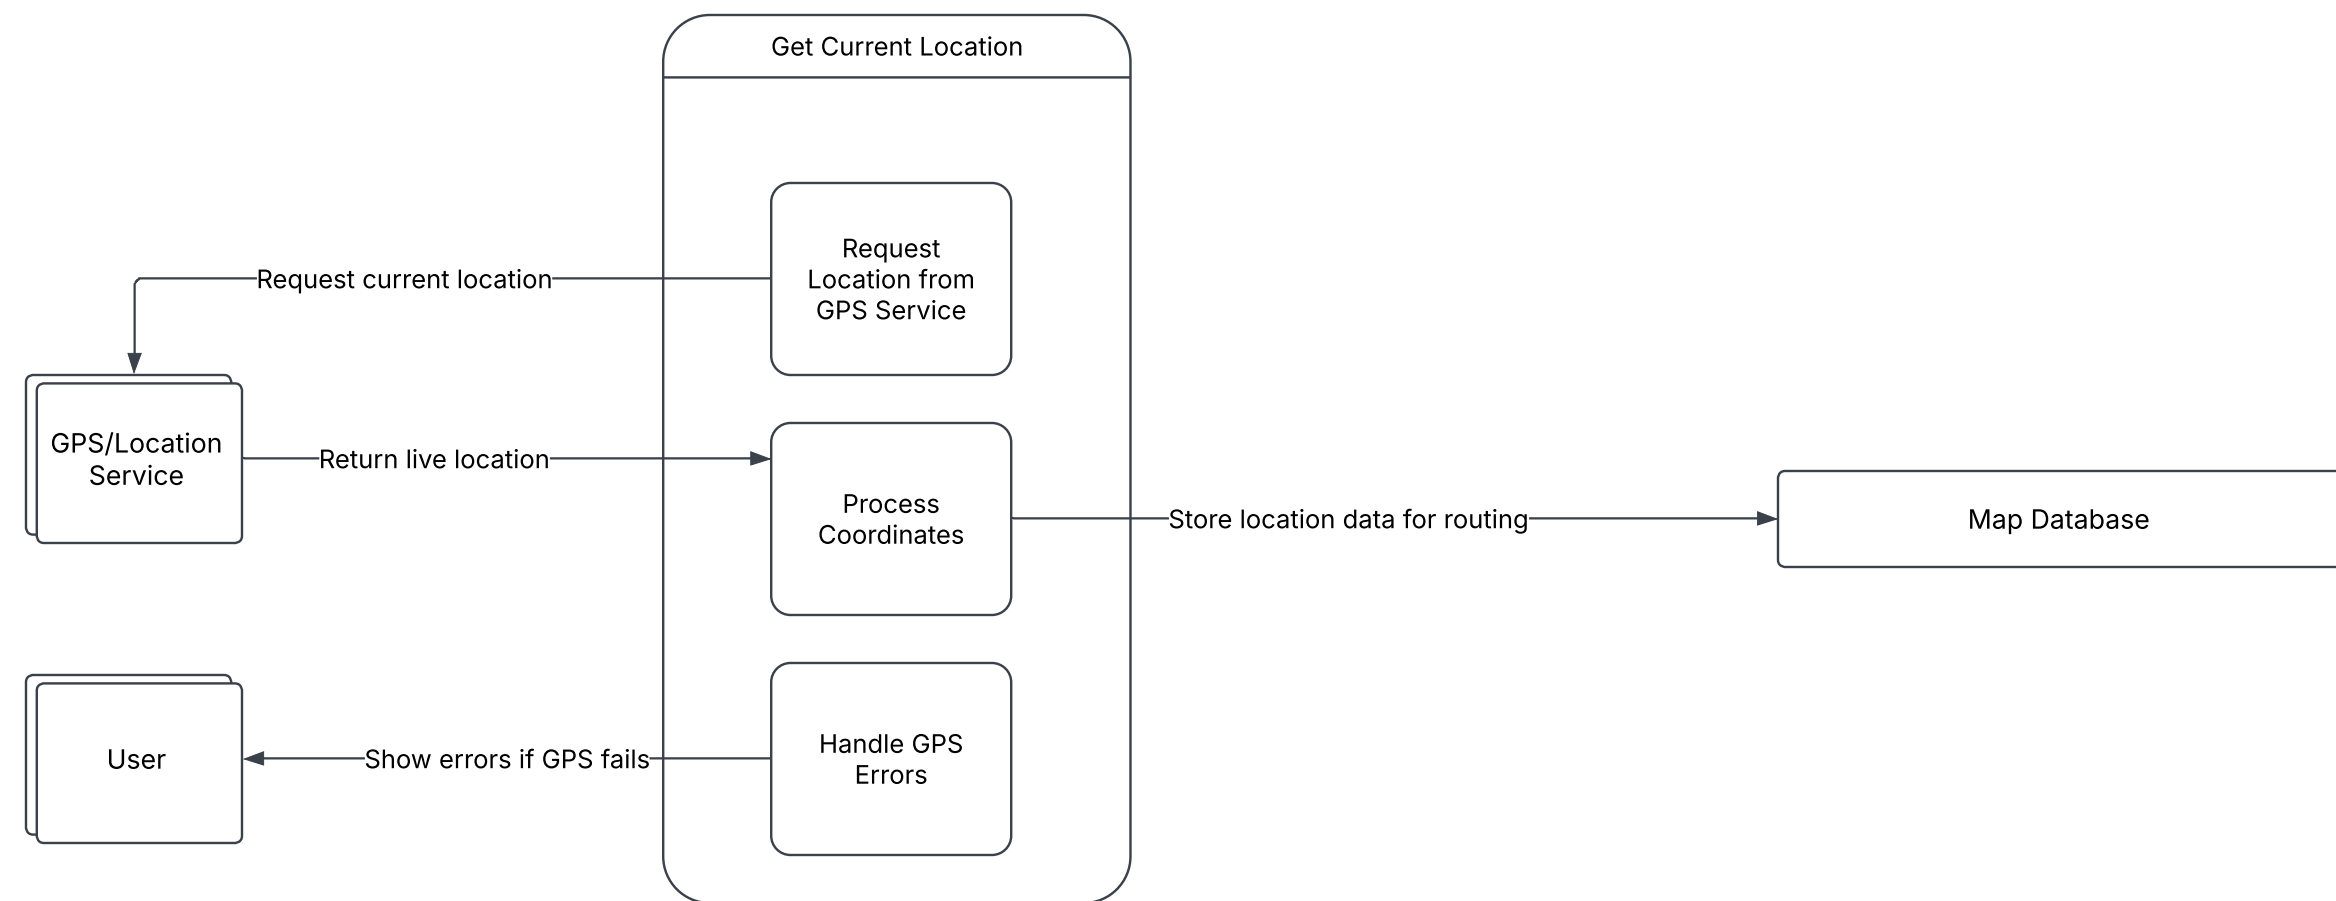 Get Current Location
Request
Location from
GPS Service
Request current location
GPS/Location
Service
Return live location
Process
Coordinates
Store location data for routing
Map Database
User
Show errors if GPS fails
Handle GPS
Errors